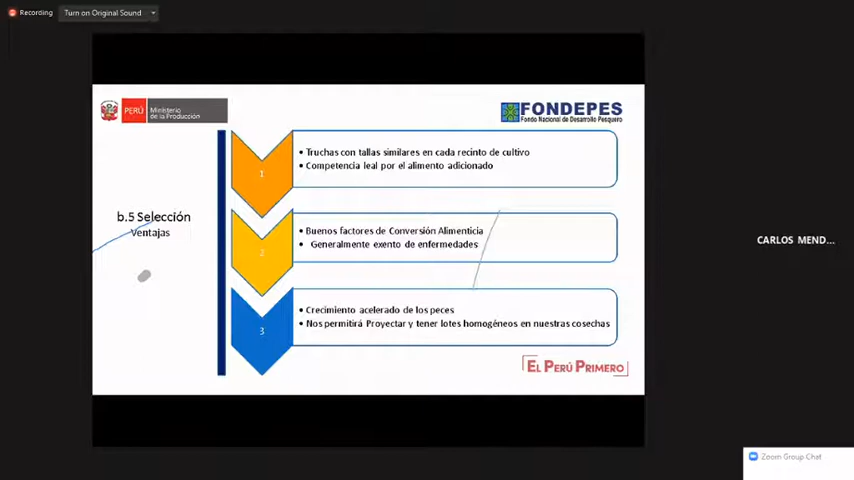 Recording
Turn on Original Sound
PERÚ
Ministerio
de la Producción
FONDEPES
Fondo Nacional de Desarrollo Pesquero
b.5 Selección
Ventajas
1
• Truchas con tallas similares en cada recinto de cultivo
• Competencia leal por el alimento adicionado
2
• Buenos factores de Conversión Alimenticia
• Generalmente exento de enfermedades
3
• Crecimiento acelerado de los peces
• Nos permitirá Proyectar y tener lotes homogéneos en nuestras cosechas
EL PERÚ PRIMERO
CARLOS MEND...
Zoom Group Chat